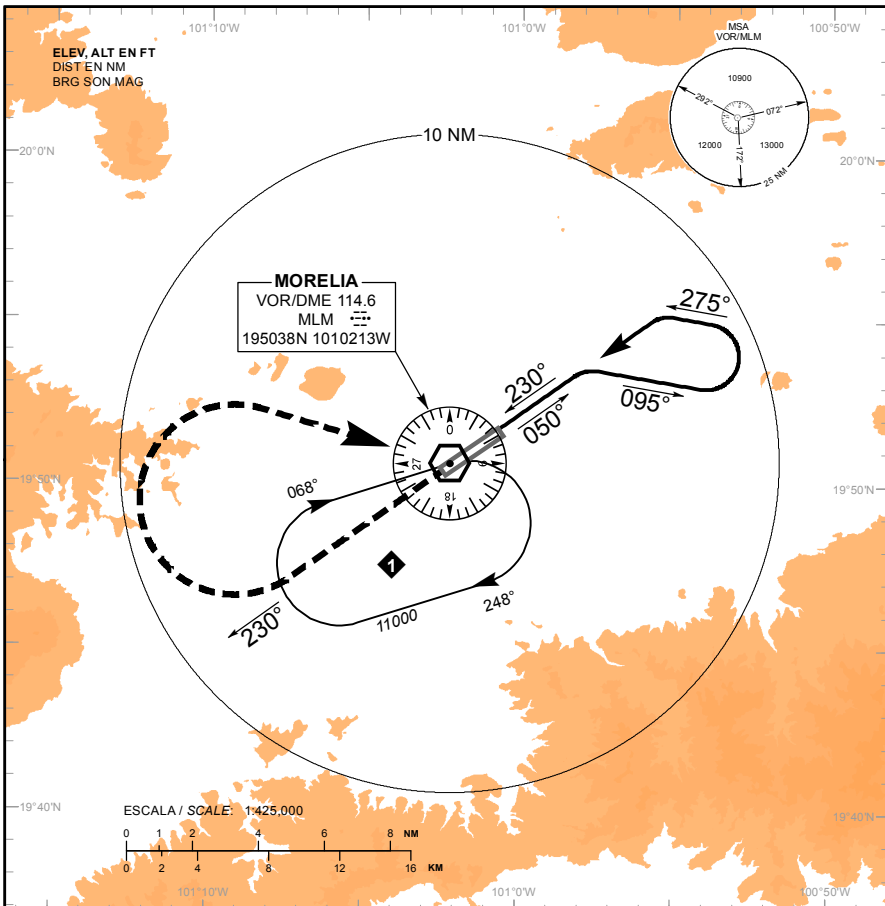 101°10'W
101°0'W
100°50'W
ELEV, ALT EN FT
DIST EN NM
BRG SON MAG
MSA
VOR/MLM
10900
292°
072°
12000
13000
172°
25 NM
20°0'N
20°0'N
10 NM
MORELIA
VOR/DME 114.6
MLM
195038N 1010213W
275°
230°
050°
095°
0
9
18
27
19°50'N
19°50'N
068°
1
248°
11000
230°
19°40'N
19°40'N
ESCALA / SCALE: 1:425,000
0 1 2 4 6 8 NM
0 2 4 8 12 16 KM
101°10'W
101°0'W
100°50'W